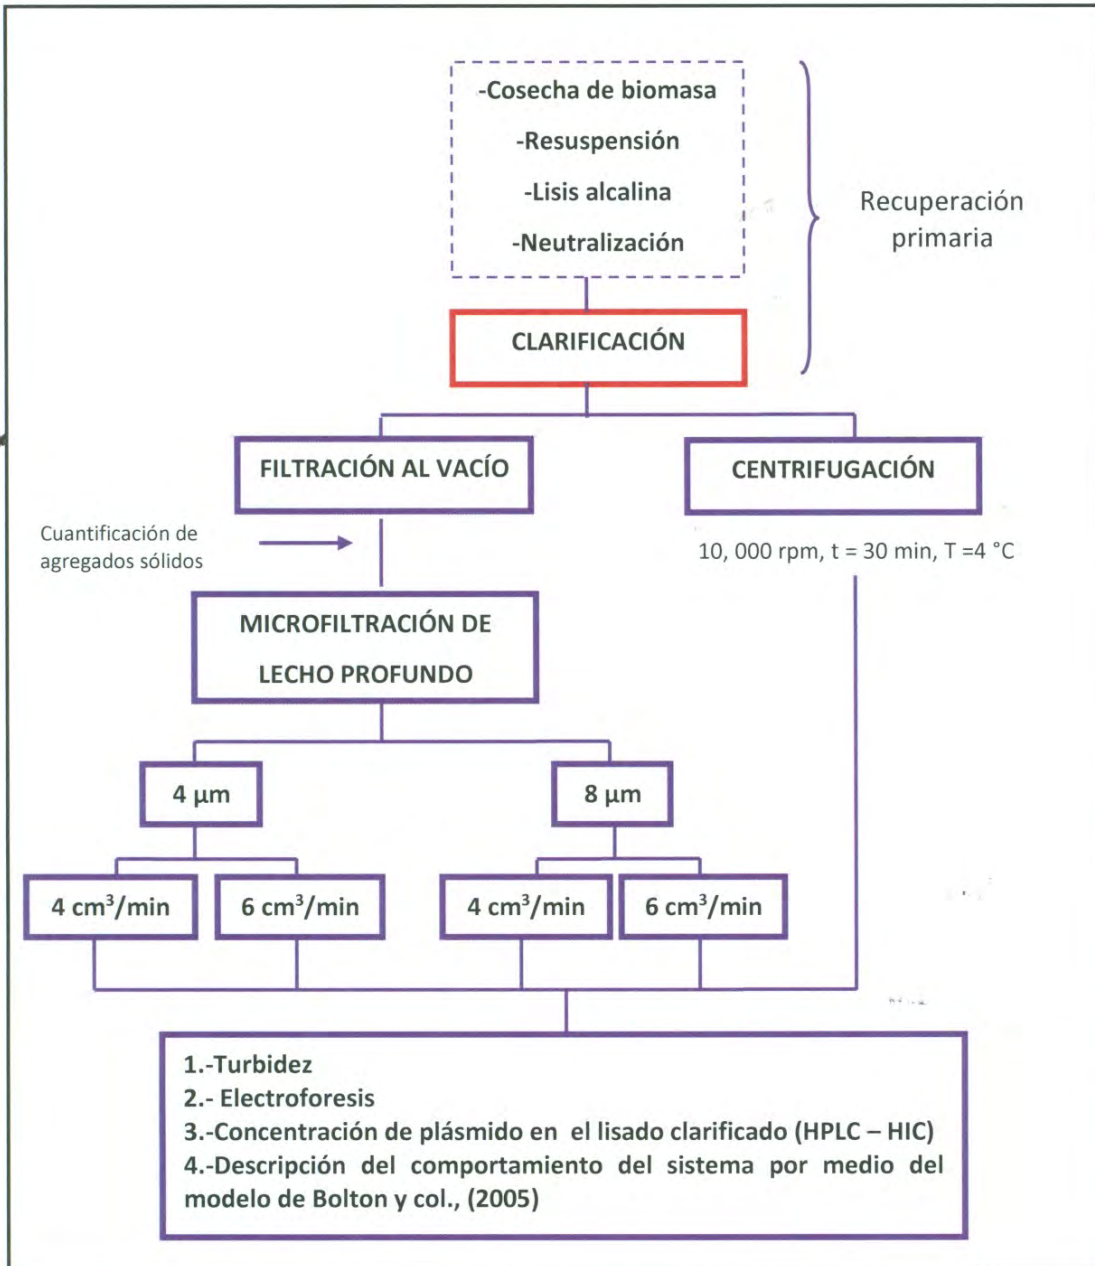 -Cosecha de biomasa
-Resuspensión
-Lisis alcalina
-Neutralización
Recuperación
primaria
CLARIFICACIÓN
FILTRACIÓN AL VACÍO
CENTRIFUGACIÓN
Cuantificación de
agregados sólidos
10, 000 rpm, t = 30 min, T =4 °C
MICROFILTRACIÓN DE
LECHO PROFUNDO
4 µm
8 µm
4 cm³/min
6 cm³/min
4 cm³/min
6 cm³/min
1.-Turbidez
2.- Electroforesis
3.-Concentración de plásmido en el lisado clarificado (HPLC – HIC)
4.-Descripción del comportamiento del sistema por medio del
modelo de Bolton y col., (2005)